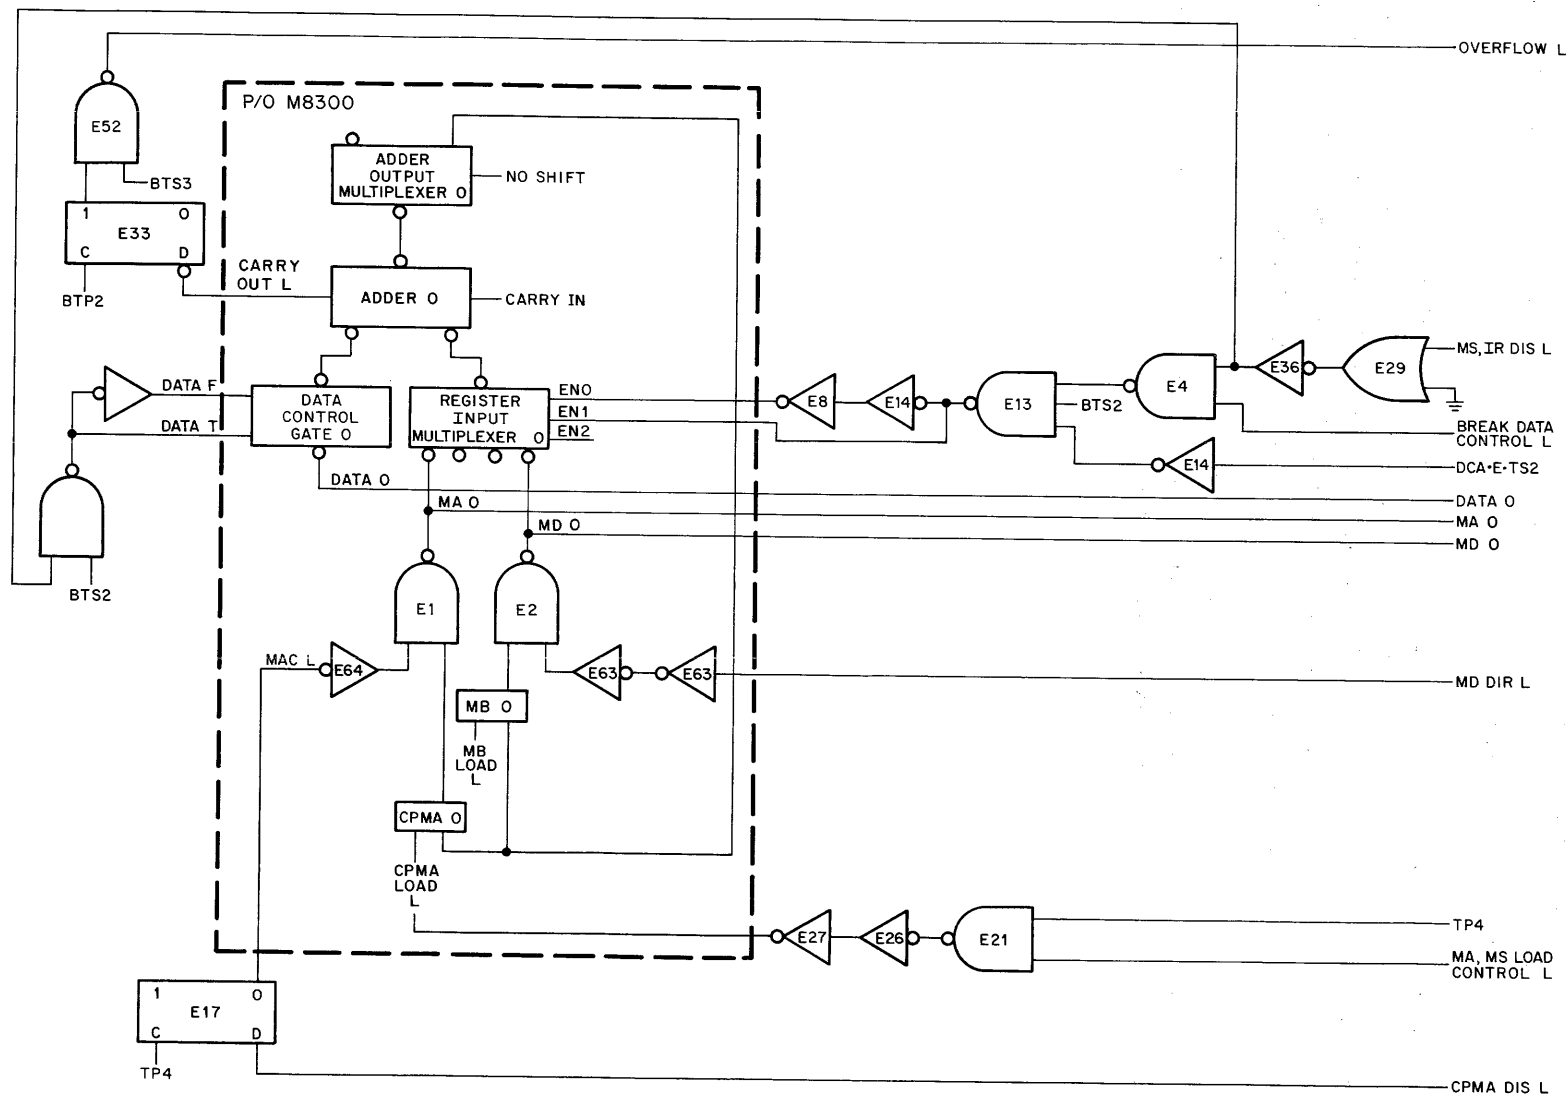 OVERFLOW L
P/O M8300
E52
BTS3
ADDER
OUTPUT
MULTIPLEXER 0
NO SHIFT
1 0
E33
C D
BTP2
CARRY
OUT L
ADDER 0
CARRY IN
MS,IR DIS L
E29
E36
E4
E13
BTS2
E14
E8
BREAK DATA
CONTROL L
E14
DCA•E•TS2
DATA F
DATA T
DATA
CONTROL
GATE 0
REGISTER
INPUT
MULTIPLEXER 0
EN0
EN1
EN2
DATA 0
DATA 0
MA 0
MA 0
MD 0
MD 0
BTS2
E1
E2
MAC L
E64
E63
E63
MD DIR L
MB 0
MB
LOAD
L
CPMA 0
CPMA
LOAD
L
E27
E26
E21
TP4
MA, MS LOAD
CONTROL L
1 0
E17
C D
TP4
CPMA DIS L